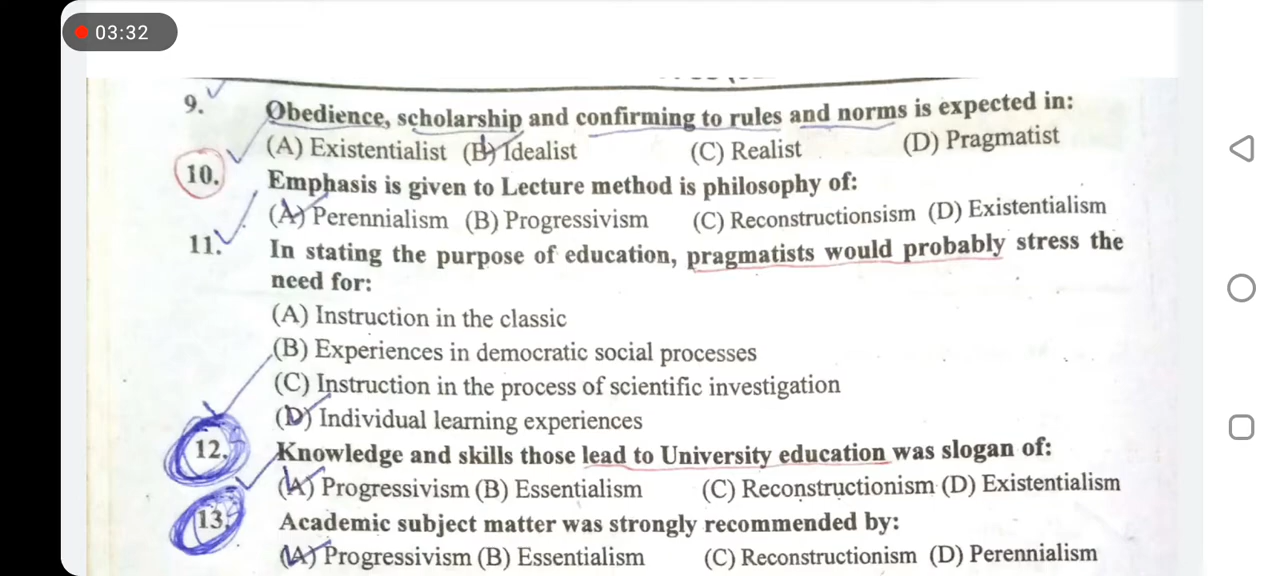 03:32
9. Obedience, scholarship and confirming to rules and norms is expected in:
(A) Existentialist (B) Idealist (C) Realist (D) Pragmatist
10. Emphasis is given to Lecture method is philosophy of:
(A) Perennialism (B) Progressivism (C) Reconstructionsism (D) Existentialism
11. In stating the purpose of education, pragmatists would probably stress the
need for:
(A) Instruction in the classic
(B) Experiences in democratic social processes
(C) Instruction in the process of scientific investigation
(D) Individual learning experiences
12. Knowledge and skills those lead to University education was slogan of:
(A) Progressivism (B) Essentialism (C) Reconstructionism (D) Existentialism
13. Academic subject matter was strongly recommended by:
(A) Progressivism (B) Essentialism (C) Reconstructionism (D) Perennialism